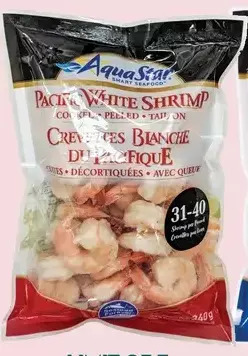 AquaStar
SMART SEAFOOD
PACIFIC WHITE SHRIMP
COOKED • PEELED • TAIL ON
CREVETTES BLANCHES
DU PACIFIQUE
CUITES • DÉCORTIQUÉES • AVEC QUEUE
31-40
Shrimp per pound
Crevettes par livre
340g